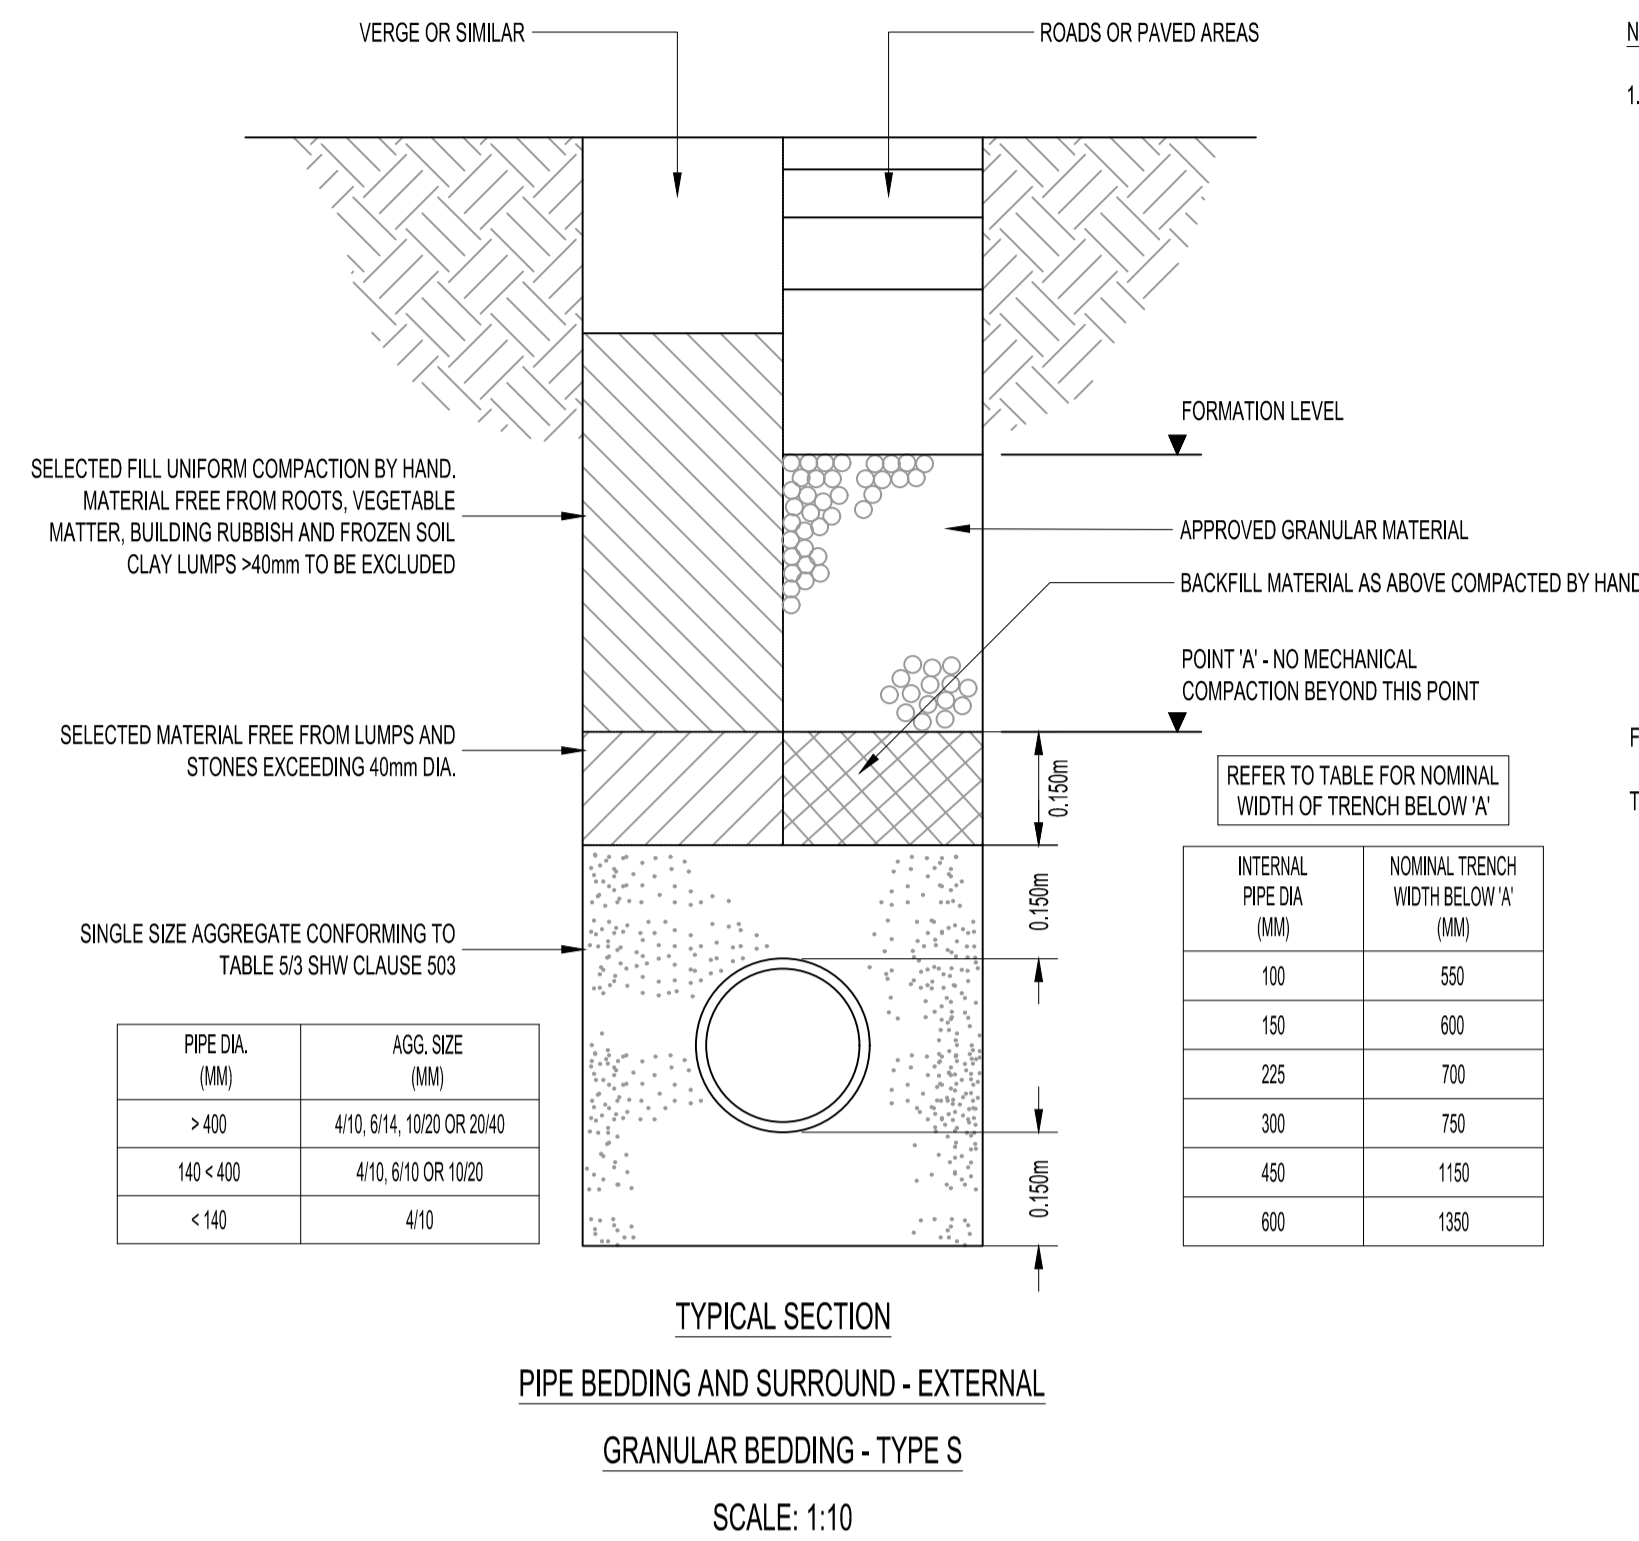 VERGE OR SIMILAR
ROADS OR PAVED AREAS
N
1.
FORMATION LEVEL
SELECTED FILL UNIFORM COMPACTION BY HAND.
MATERIAL FREE FROM ROOTS, VEGETABLE
MATTER, BUILDING RUBBISH AND FROZEN SOIL
CLAY LUMPS >40mm TO BE EXCLUDED
APPROVED GRANULAR MATERIAL
BACKFILL MATERIAL AS ABOVE COMPACTED BY HAND
POINT 'A' - NO MECHANICAL
COMPACTION BEYOND THIS POINT
SELECTED MATERIAL FREE FROM LUMPS AND
STONES EXCEEDING 40mm DIA.
0.150m
F
REFER TO TABLE FOR NOMINAL
WIDTH OF TRENCH BELOW 'A'
T
0.150m
SINGLE SIZE AGGREGATE CONFORMING TO
TABLE 5/3 SHW CLAUSE 503
0.150m
PIPE DIA.
(MM)
AGG. SIZE
(MM)
> 400
4/10, 6/14, 10/20 OR 20/40
140 < 400
4/10, 6/10 OR 10/20
< 140
4/10
INTERNAL
PIPE DIA
(MM)
NOMINAL TRENCH
WIDTH BELOW 'A'
(MM)
100
550
150
600
225
700
300
750
450
1150
600
1350
TYPICAL SECTION
PIPE BEDDING AND SURROUND - EXTERNAL
GRANULAR BEDDING - TYPE S
SCALE: 1:10